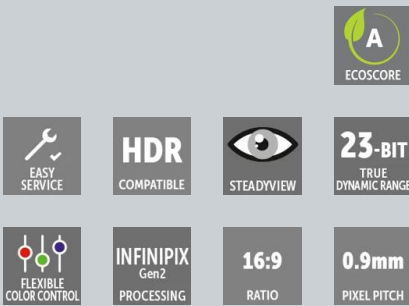 A
ECOSCORE
EASY
SERVICE
HDR
COMPATIBLE
STEADYVIEW
23-BIT
TRUE
DYNAMIC RANGE
FLEXIBLE
COLOR CONTROL
INFINIPIX
Gen2
PROCESSING
16:9
RATIO
0.9mm
PIXEL PITCH